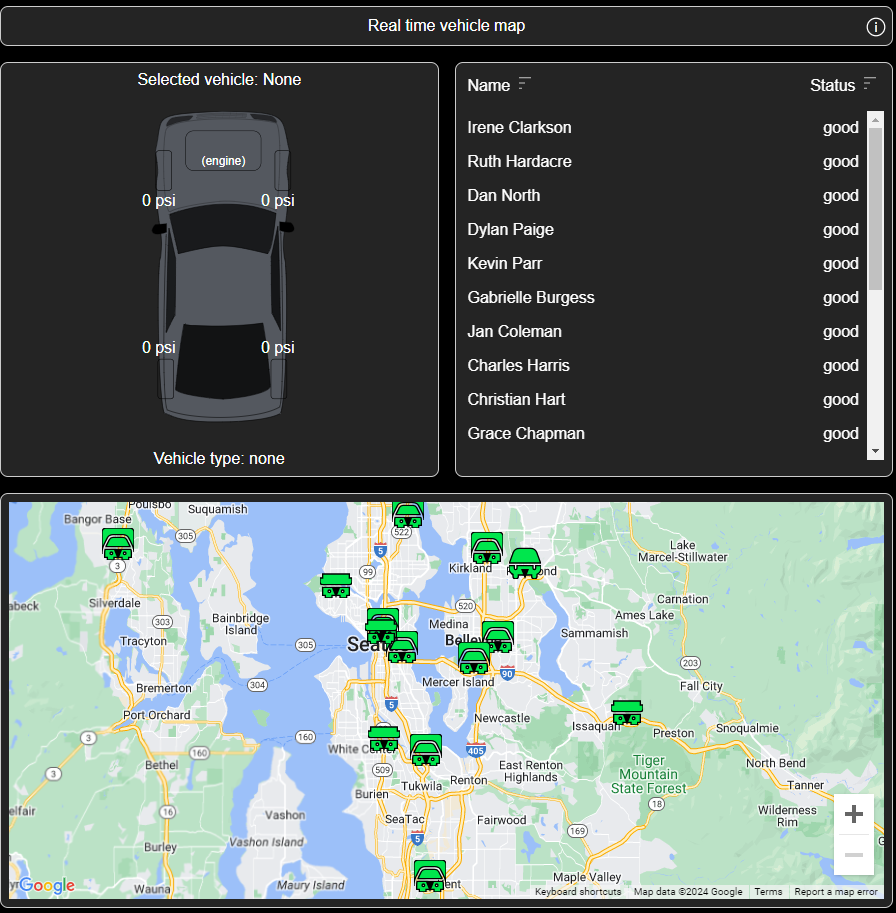 Real time vehicle map
Selected vehicle: None
(engine)
0 psi 0 psi
0 psi 0 psi
Vehicle type: none
Name Status
Irene Clarkson good
Ruth Hardacre good
Dan North good
Dylan Paige good
Kevin Parr good
Gabrielle Burgess good
Jan Coleman good
Charles Harris good
Christian Hart good
Grace Chapman good
Poulsbo
Suquamish
Bangor Base
305
522
5
3
99
Kirkland
Lake
Marcel-Stillwater
Silverdale
303
Bainbridge
Island
520
Medina
Carnation
Ames Lake
Sammamish
Tracyton
305
90
203
Bremerton
304
Mercer Island
Fall City
Port Orchard
5
Newcastle
Issaquah
Snoqualmie
Preston
3
160
160
White Center
405
Bethel
509
East Renton
Highlands
Tiger
Mountain
State Forest
North Bend
3
Tukwila
Renton
Tanner
Burien
18
16
Vashon
SeaTac
Fairwood
169
Wilderness
Rim
5
Burley
Vashon Island
Maury Island
Wauna
Maple Valley
Google
Keyboard shortcuts Map data ©2024 Google Terms Report a map error